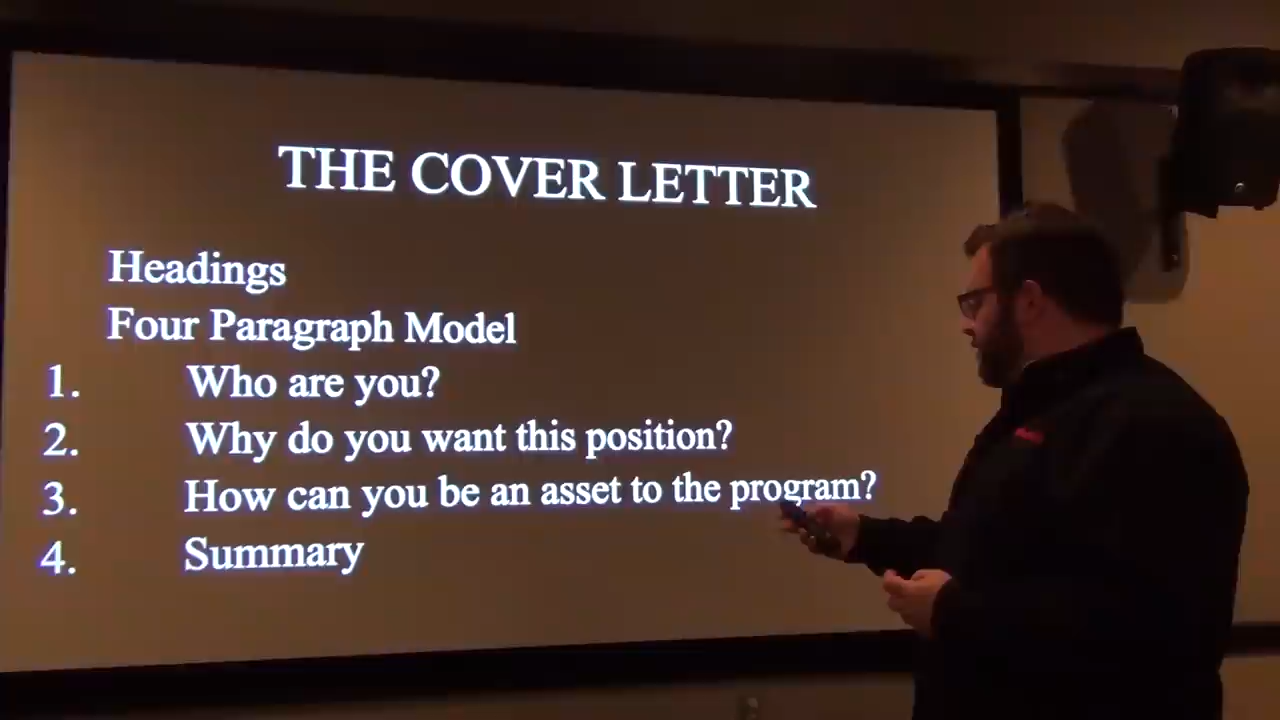 THE COVER LETTER
Headings
Four Paragraph Model
1. Who are you?
2. Why do you want this position?
3. How can you be an asset to the program?
4. Summary